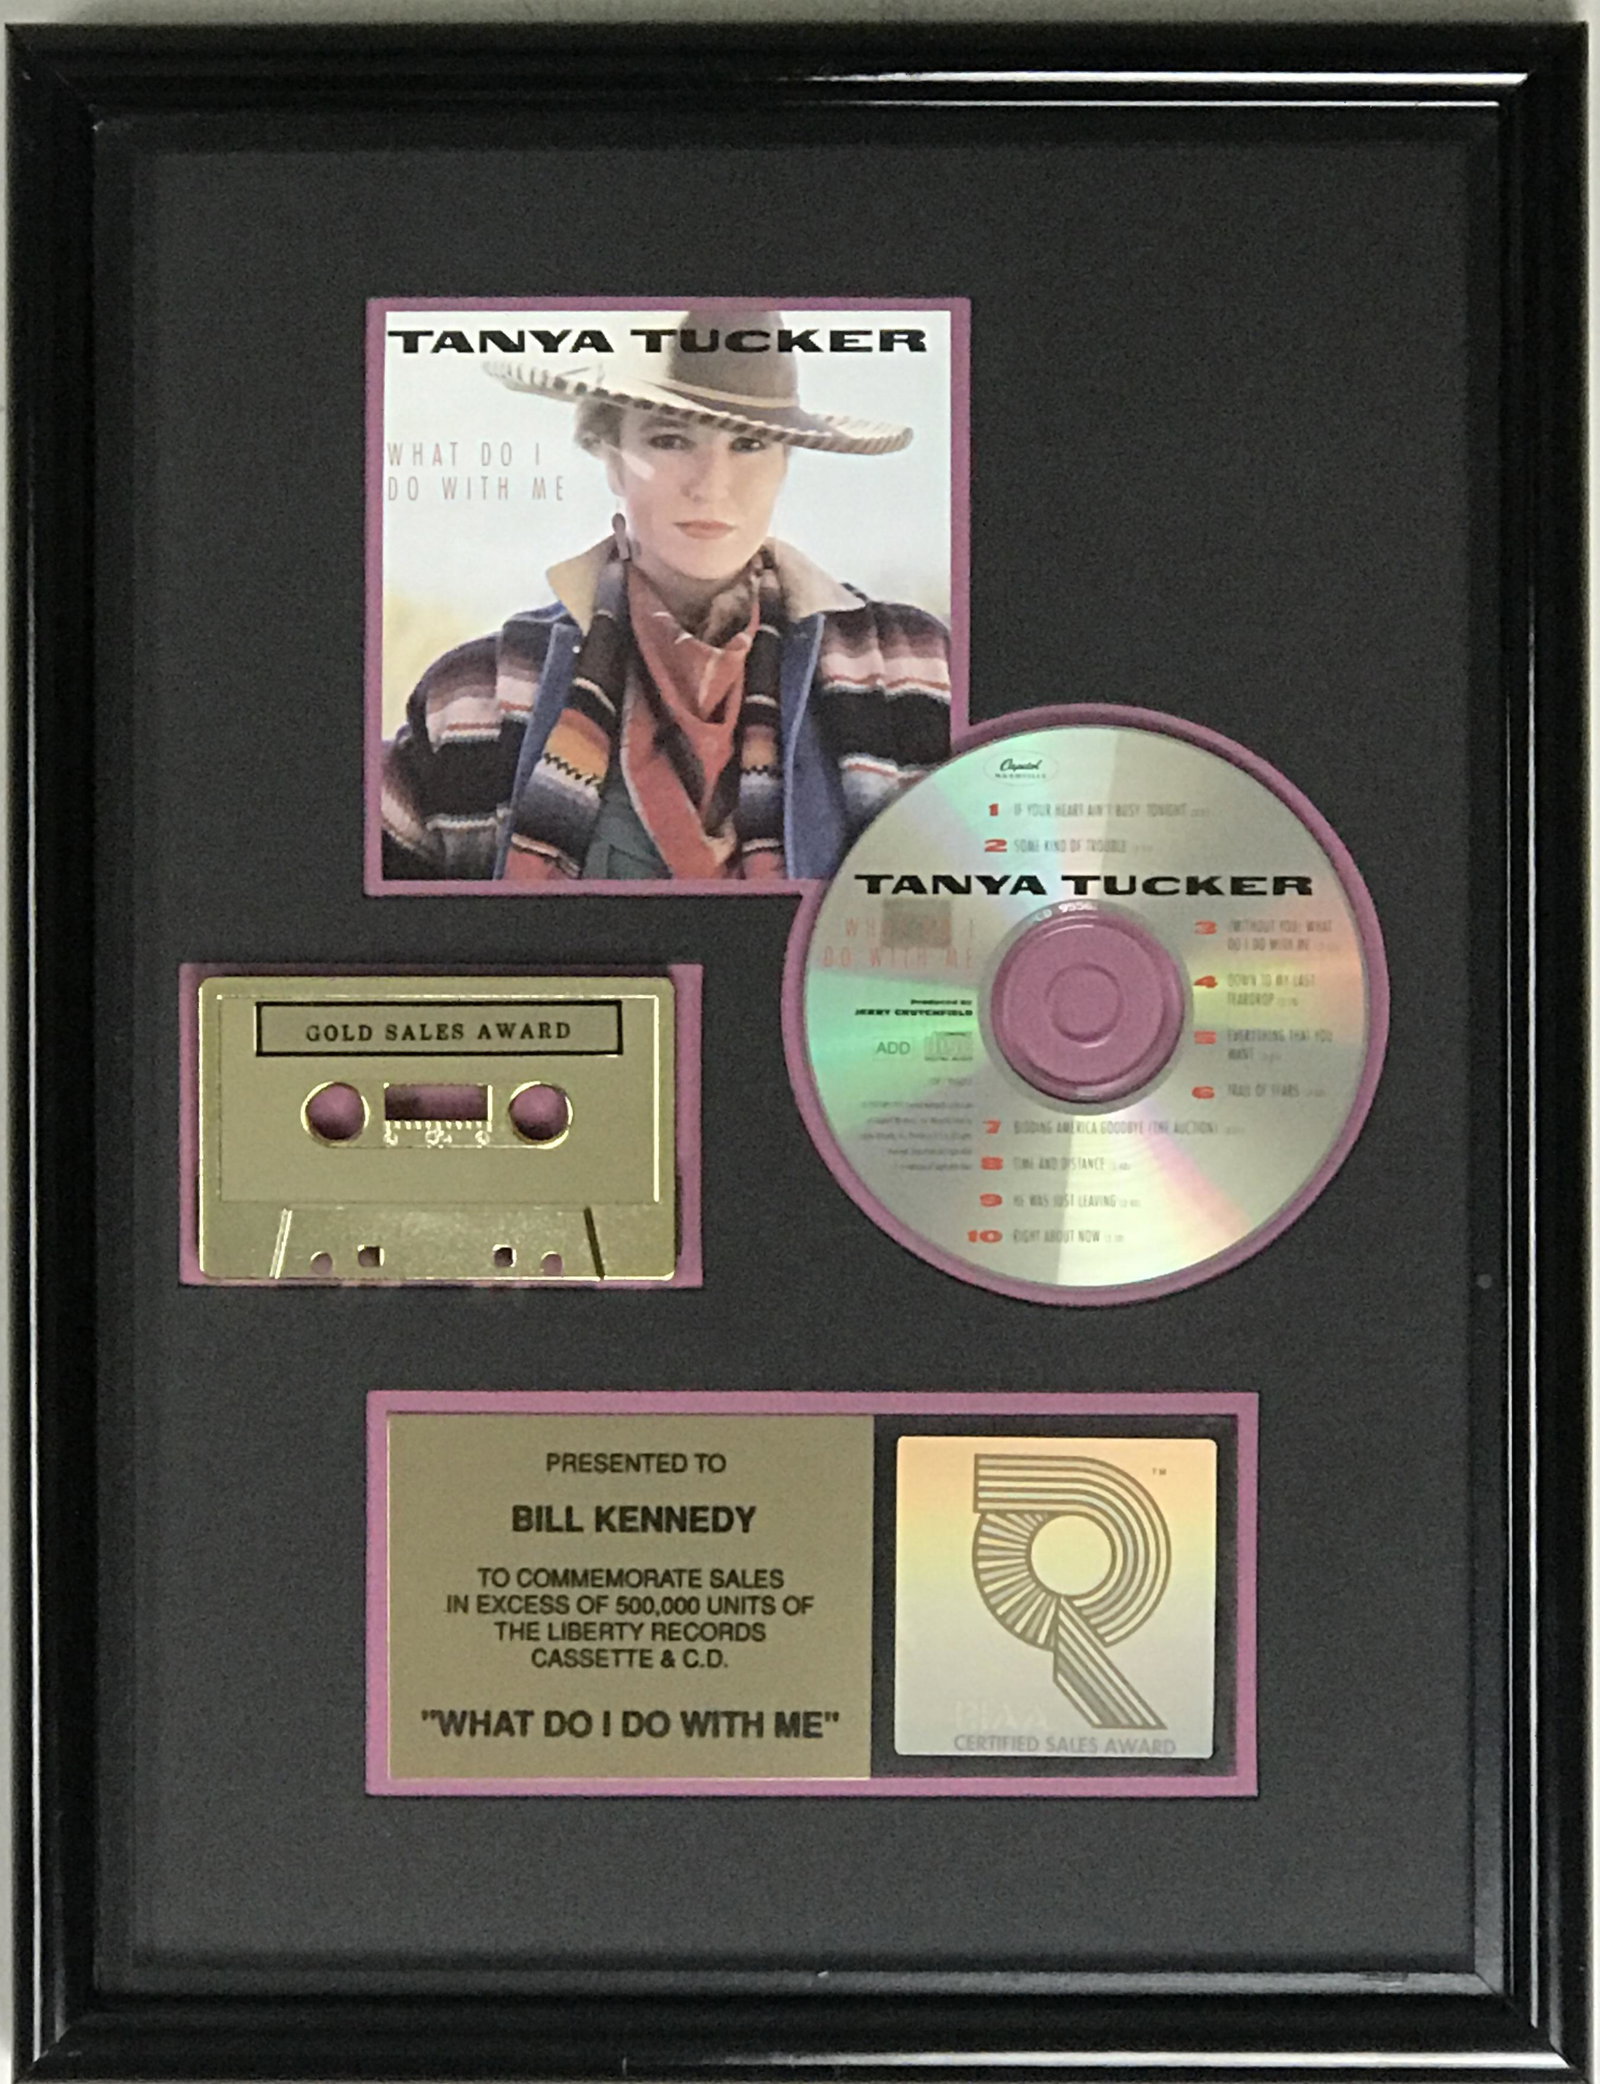 TANYA TUCKER
WHAT DO I
DO WITH ME
Capitol
NASHVILLE
1 IF YOUR HEART AIN'T BUSY TONIGHT
2 SOME KIND OF TROUBLE
TANYA TUCKER
WHAT DO I
DO WITH ME
3 (WITHOUT YOU) WHAT
DO I DO WITH ME
4 DOWN TO MY LAST
TEARDROP
5 EVERYTHING THAT YOU
WANT
6 TRAIL OF TEARS
Produced by
JERRY CRUTCHFIELD
ADD
7 BIDDING AMERICA GOODBYE (THE AUCTION)
8 TIME AND DISTANCE
9 HE WAS JUST LEAVING
10 RIGHT ABOUT NOW
GOLD SALES AWARD
PRESENTED TO
BILL KENNEDY
TO COMMEMORATE SALES
IN EXCESS OF 500,000 UNITS OF
THE LIBERTY RECORDS
CASSETTE & C.D.
"WHAT DO I DO WITH ME"
TM
RIAA
CERTIFIED SALES AWARD